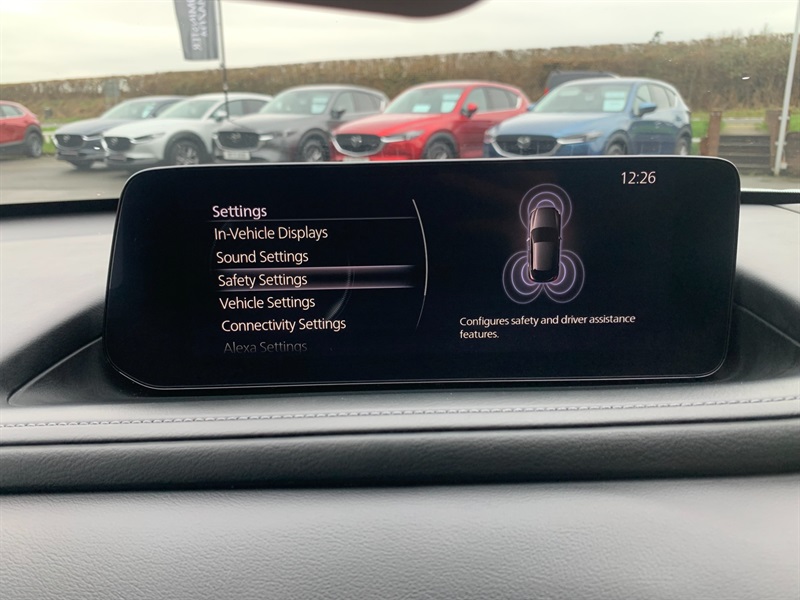 12:26
Settings
In-Vehicle Displays
Sound Settings
Safety Settings
Vehicle Settings
Connectivity Settings
Alexa Settings
Configures safety and driver assistance
features.